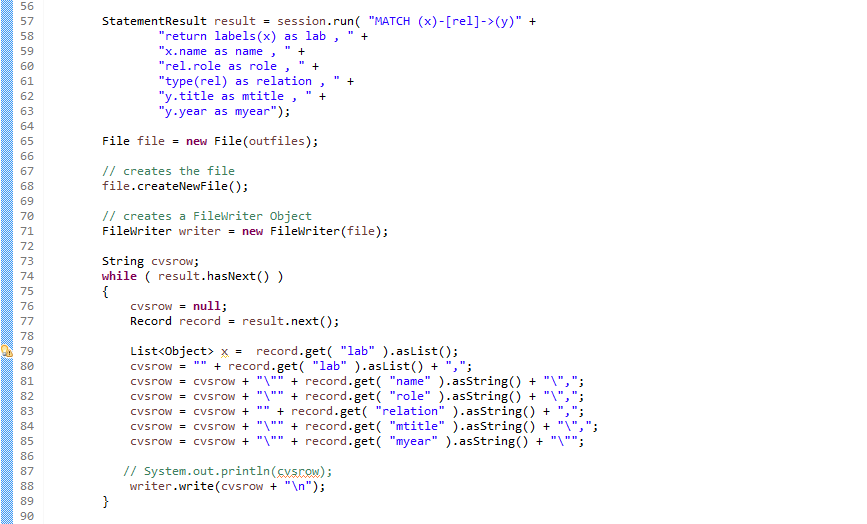 56
57 StatementResult result = session.run( "MATCH (x)-[rel]->(y)" +
58 "return labels(x) as lab , " +
59 "x.name as name , " +
60 "rel.role as role , " +
61 "type(rel) as relation , " +
62 "y.title as mtitle , " +
63 "y.year as myear");
64
65 File file = new File(outfiles);
66
67 // creates the file
68 file.createNewFile();
69
70 // creates a FileWriter Object
71 FileWriter writer = new FileWriter(file);
72
73 String cvsrow;
74 while ( result.hasNext() )
75 {
76 cvsrow = null;
77 Record record = result.next();
78
79 List<Object> x =  record.get( "lab" ).asList();
80 cvsrow = "" + record.get( "lab" ).asList() + ",";
81 cvsrow = cvsrow + "\"" + record.get( "name" ).asString() + "\",";
82 cvsrow = cvsrow + "\"" + record.get( "role" ).asString() + "\",";
83 cvsrow = cvsrow + "" + record.get( "relation" ).asString() + ",";
84 cvsrow = cvsrow + "\"" + record.get( "mtitle" ).asString() + "\",";
85 cvsrow = cvsrow + "\"" + record.get( "myear" ).asString() + "\"";
86
87 // System.out.println(cvsrow);
88 writer.write(cvsrow + "\n");
89 }
90